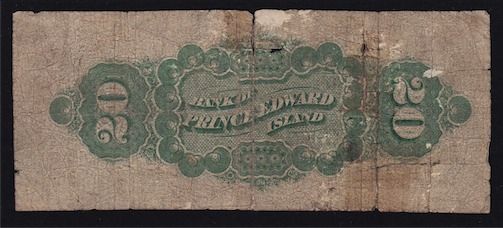 20
BANK OF
PRINCE EDWARD
ISLAND
20